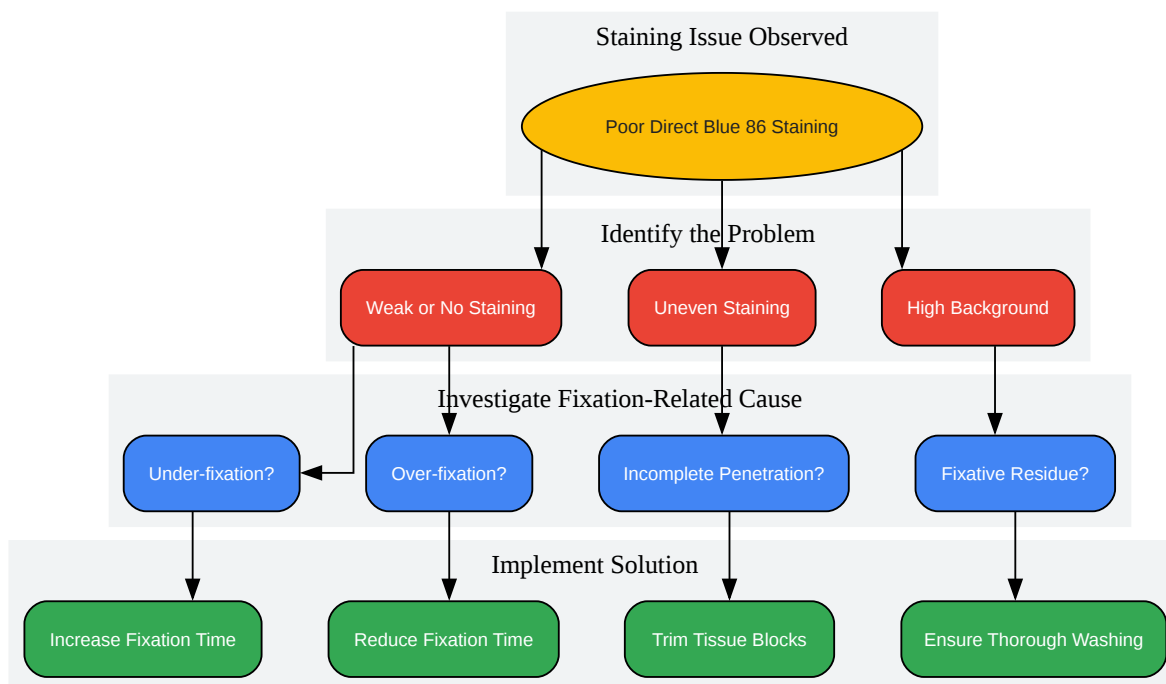 Staining Issue Observed
Poor Direct Blue 86 Staining
Identify the Problem
Weak or No Staining
Uneven Staining
High Background
Investigate Fixation-Related Cause
Under-fixation?
Over-fixation?
Incomplete Penetration?
Fixative Residue?
Implement Solution
Increase Fixation Time
Reduce Fixation Time
Trim Tissue Blocks
Ensure Thorough Washing